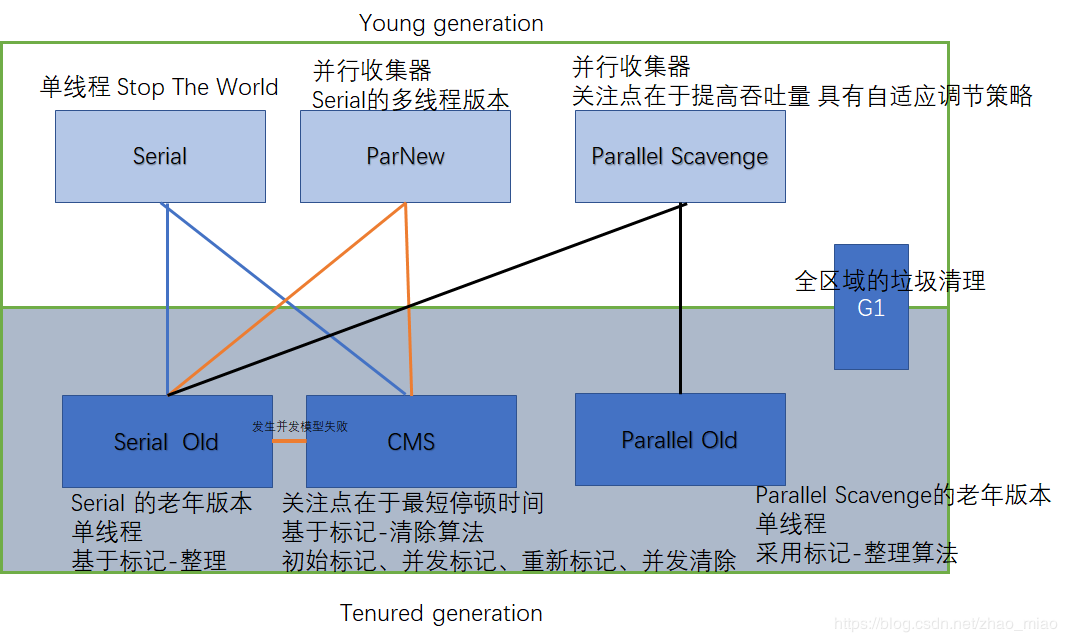 Young generation
单线程 Stop The World
并行收集器
Serial的多线程版本
并行收集器
关注点在于提高吞吐量 具有自适应调节策略
Serial
ParNew
Parallel Scavenge
全区域的垃圾清理
G1
Serial Old
发生并发模型失败
CMS
Parallel Old
Serial 的老年版本
单线程
基于标记-整理
关注点在于最短停顿时间
基于标记-清除算法
初始标记、并发标记、重新标记、并发清除
Parallel Scavenge的老年版本
单线程
采用标记-整理算法
Tenured generation
https://blog.csdn.net/zhao_miao